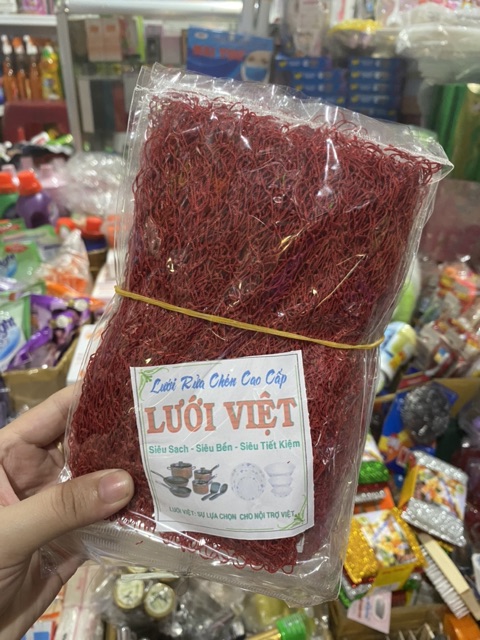 Lưới Rửa Chén Cao Cấp
LƯỚI VIỆT
Siêu Sạch - Siêu Bền - Siêu Tiết Kiệm
LƯỚI VIỆT: SỰ LỰA CHỌN CHO NỘI TRỢ VIỆT